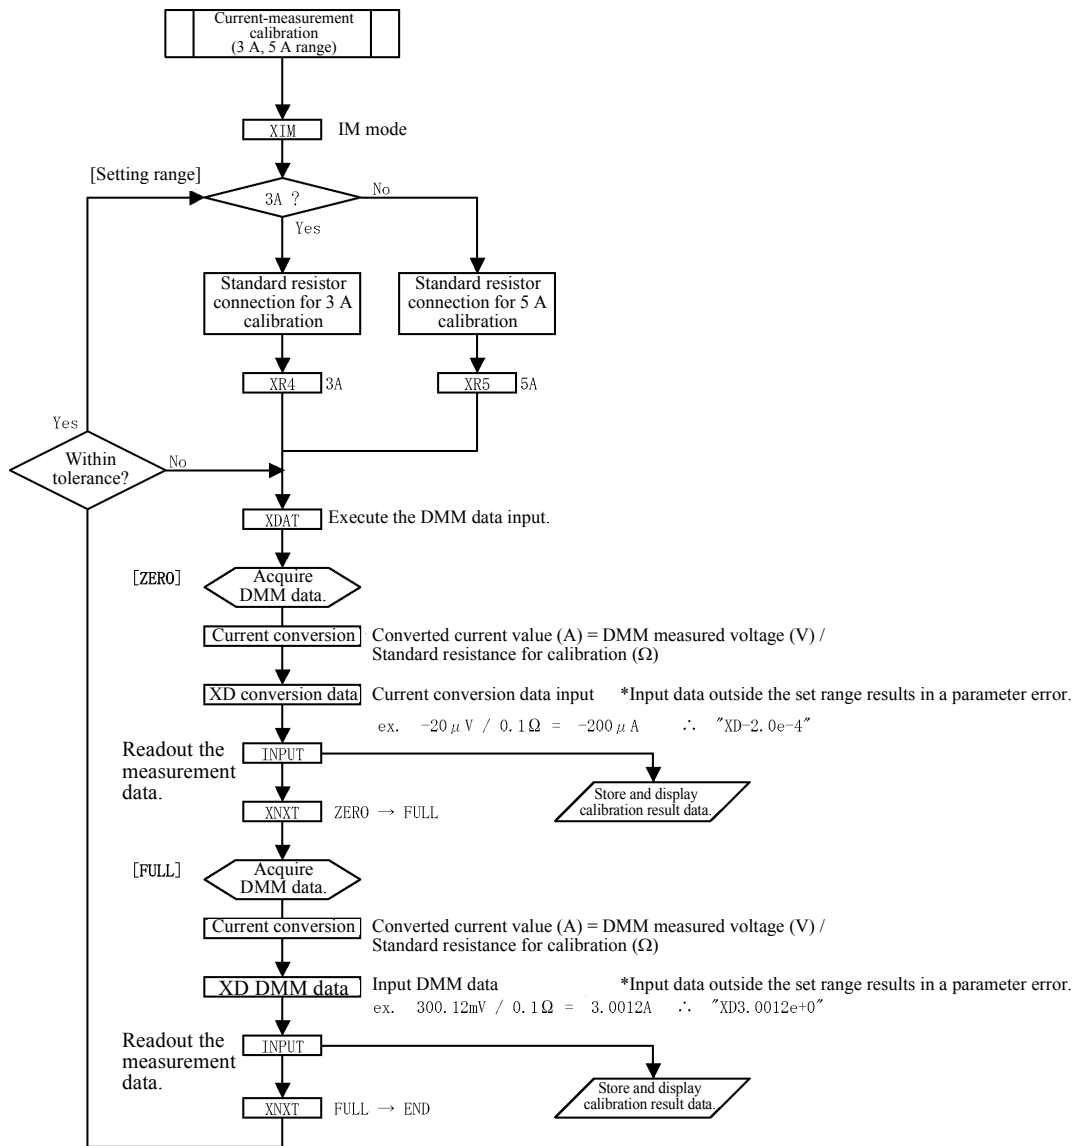 Current-measurement
calibration
(3 A, 5 A range)
XIM
IM mode
[Setting range]
3A ?
No
Yes
Standard resistor
connection for 3 A
calibration
Standard resistor
connection for 5 A
calibration
XR4
3A
XR5
5A
Yes
Within
tolerance?
No
XDAT
Execute the DMM data input.
[ZERO]
Acquire
DMM data.
Current conversion
Converted current value (A) = DMM measured voltage (V) /
Standard resistance for calibration (Ω)
XD conversion data
Current conversion data input *Input data outside the set range results in a parameter error.
ex. -20μV / 0.1Ω = -200μA ∴ "XD-2.0e-4"
Readout the
measurement
data.
INPUT
Store and display
calibration result data.
XNXT
ZERO → FULL
[FULL]
Acquire
DMM data.
Current conversion
Converted current value (A) = DMM measured voltage (V) /
Standard resistance for calibration (Ω)
XD DMM data
Input DMM data *Input data outside the set range results in a parameter error.
ex. 300.12mV / 0.1Ω = 3.0012A ∴ "XD3.0012e+0"
Readout the
measurement
data.
INPUT
Store and display
calibration result data.
XNXT
FULL → END